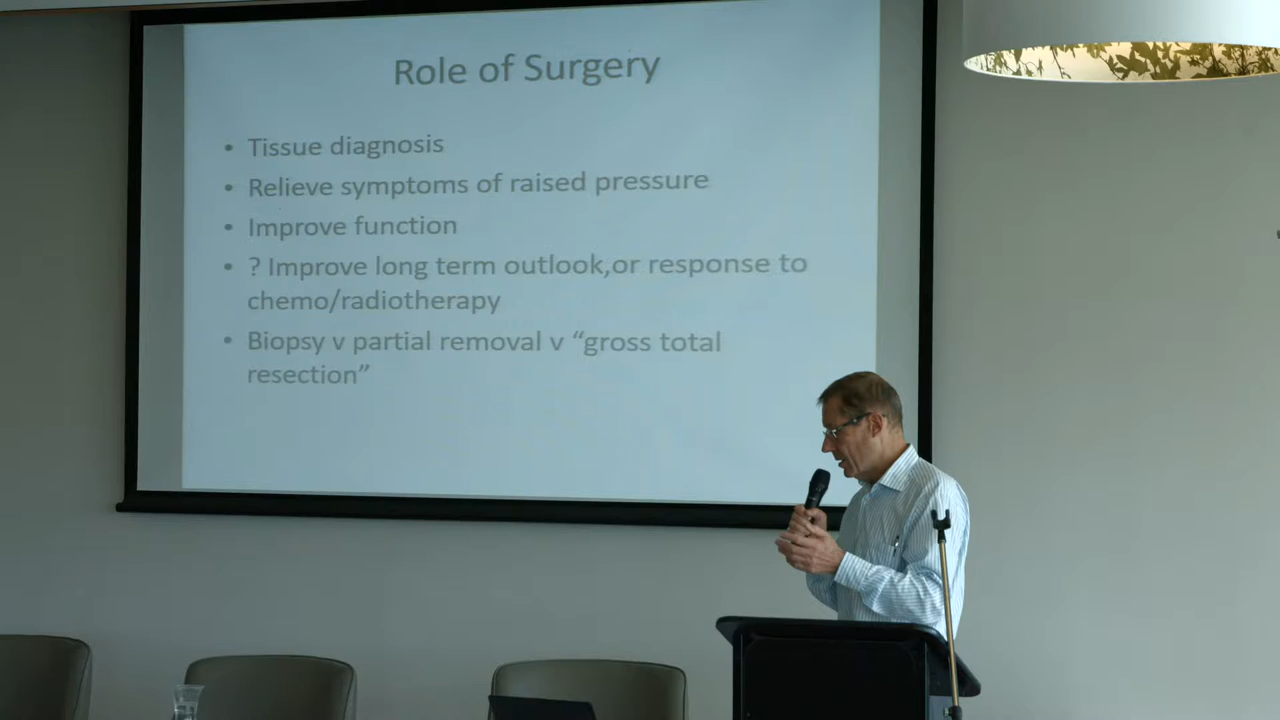 Role of Surgery
• Tissue diagnosis
• Relieve symptoms of raised pressure
• Improve function
• ? Improve long term outlook,or response to
chemo/radiotherapy
• Biopsy v partial removal v “gross total
resection”